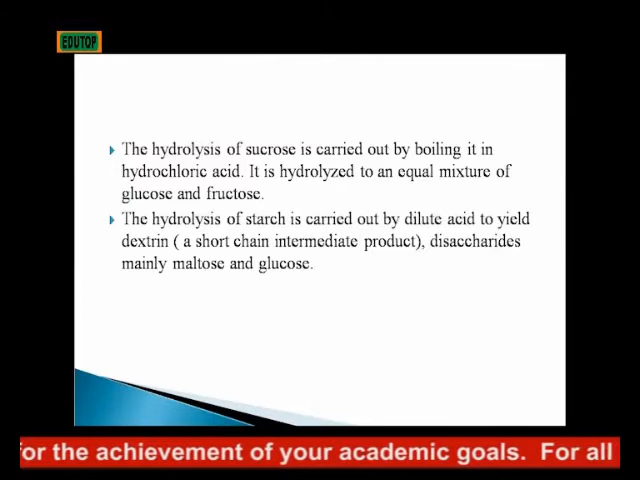 EDUTOP
The hydrolysis of sucrose is carried out by boiling it in
hydrochloric acid. It is hydrolyzed to an equal mixture of
glucose and fructose.
The hydrolysis of starch is carried out by dilute acid to yield
dextrin ( a short chain intermediate product), disaccharides
mainly maltose and glucose.
for the achievement of your academic goals.  For all